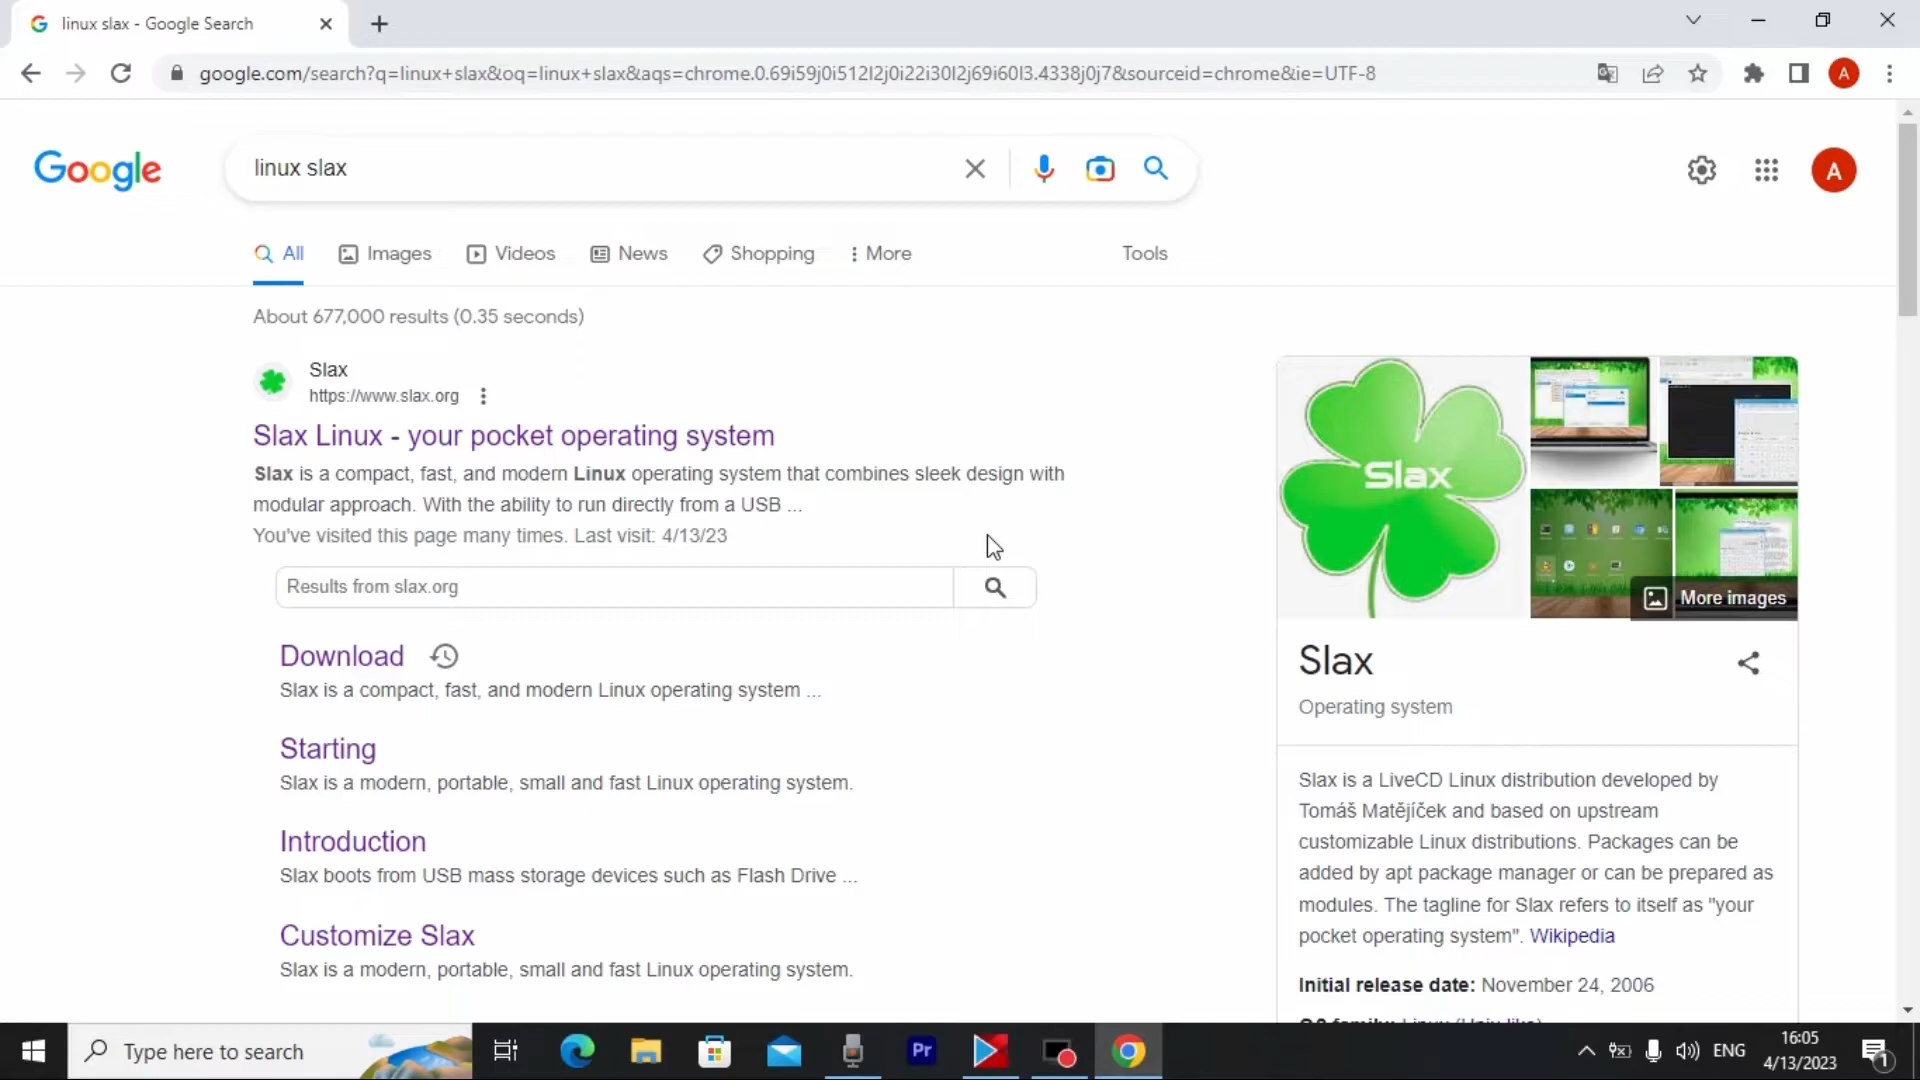 linux slax - Google Search
google.com/search?q=linux+slax&oq=linux+slax&aqs=chrome.0.69i59j0i512l2j0i22i30l2j69i60l3.4338j0j7&sourceid=chrome&ie=UTF-8
A
Google
linux slax
A
All
Images
Videos
News
Shopping
More
Tools
About 677,000 results (0.35 seconds)
Slax
https://www.slax.org
Slax Linux - your pocket operating system
Slax is a compact, fast, and modern Linux operating system that combines sleek design with
modular approach. With the ability to run directly from a USB ...
You've visited this page many times. Last visit: 4/13/23
Results from slax.org
Download
Slax is a compact, fast, and modern Linux operating system ...
Starting
Slax is a modern, portable, small and fast Linux operating system.
Introduction
Slax boots from USB mass storage devices such as Flash Drive ...
Customize Slax
Slax is a modern, portable, small and fast Linux operating system.
Slax
More images
Slax
Operating system
Slax is a LiveCD Linux distribution developed by
Tomáš Matějíček and based on upstream
customizable Linux distributions. Packages can be
added by apt package manager or can be prepared as
modules. The tagline for Slax refers to itself as "your
pocket operating system". Wikipedia
Initial release date: November 24, 2006
OS family: Linux (Unix-like)
Type here to search
Pr
ENG
16:05
4/13/2023
1